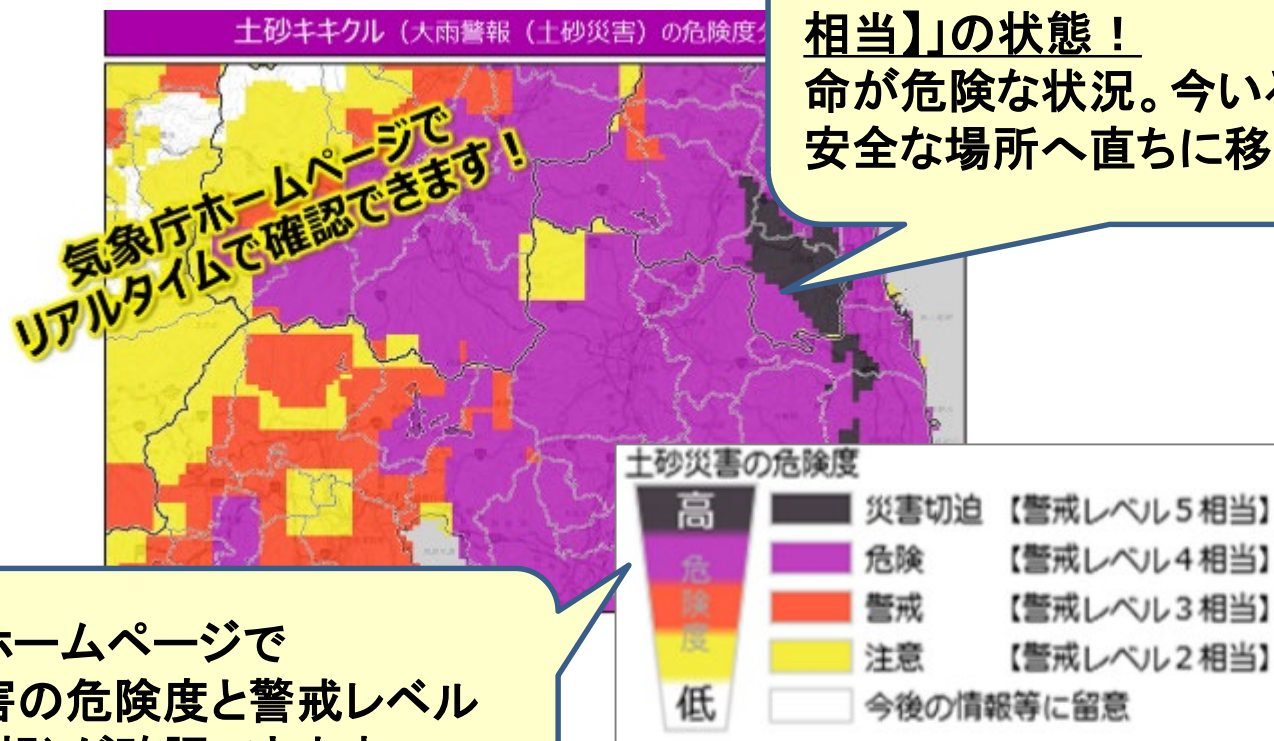 土砂キキクル（大雨警報（土砂災害）の危険度
相当】」の状態！
命が危険な状況。今い
安全な場所へ直ちに移
気象庁ホームページで
リアルタイムで確認できます！
土砂災害の危険度
高
危険度
低
災害切迫 【警戒レベル５相当】
危険 【警戒レベル４相当】
警戒 【警戒レベル３相当】
注意 【警戒レベル２相当】
今後の情報等に留意
ホームページで
害の危険度と警戒レベル